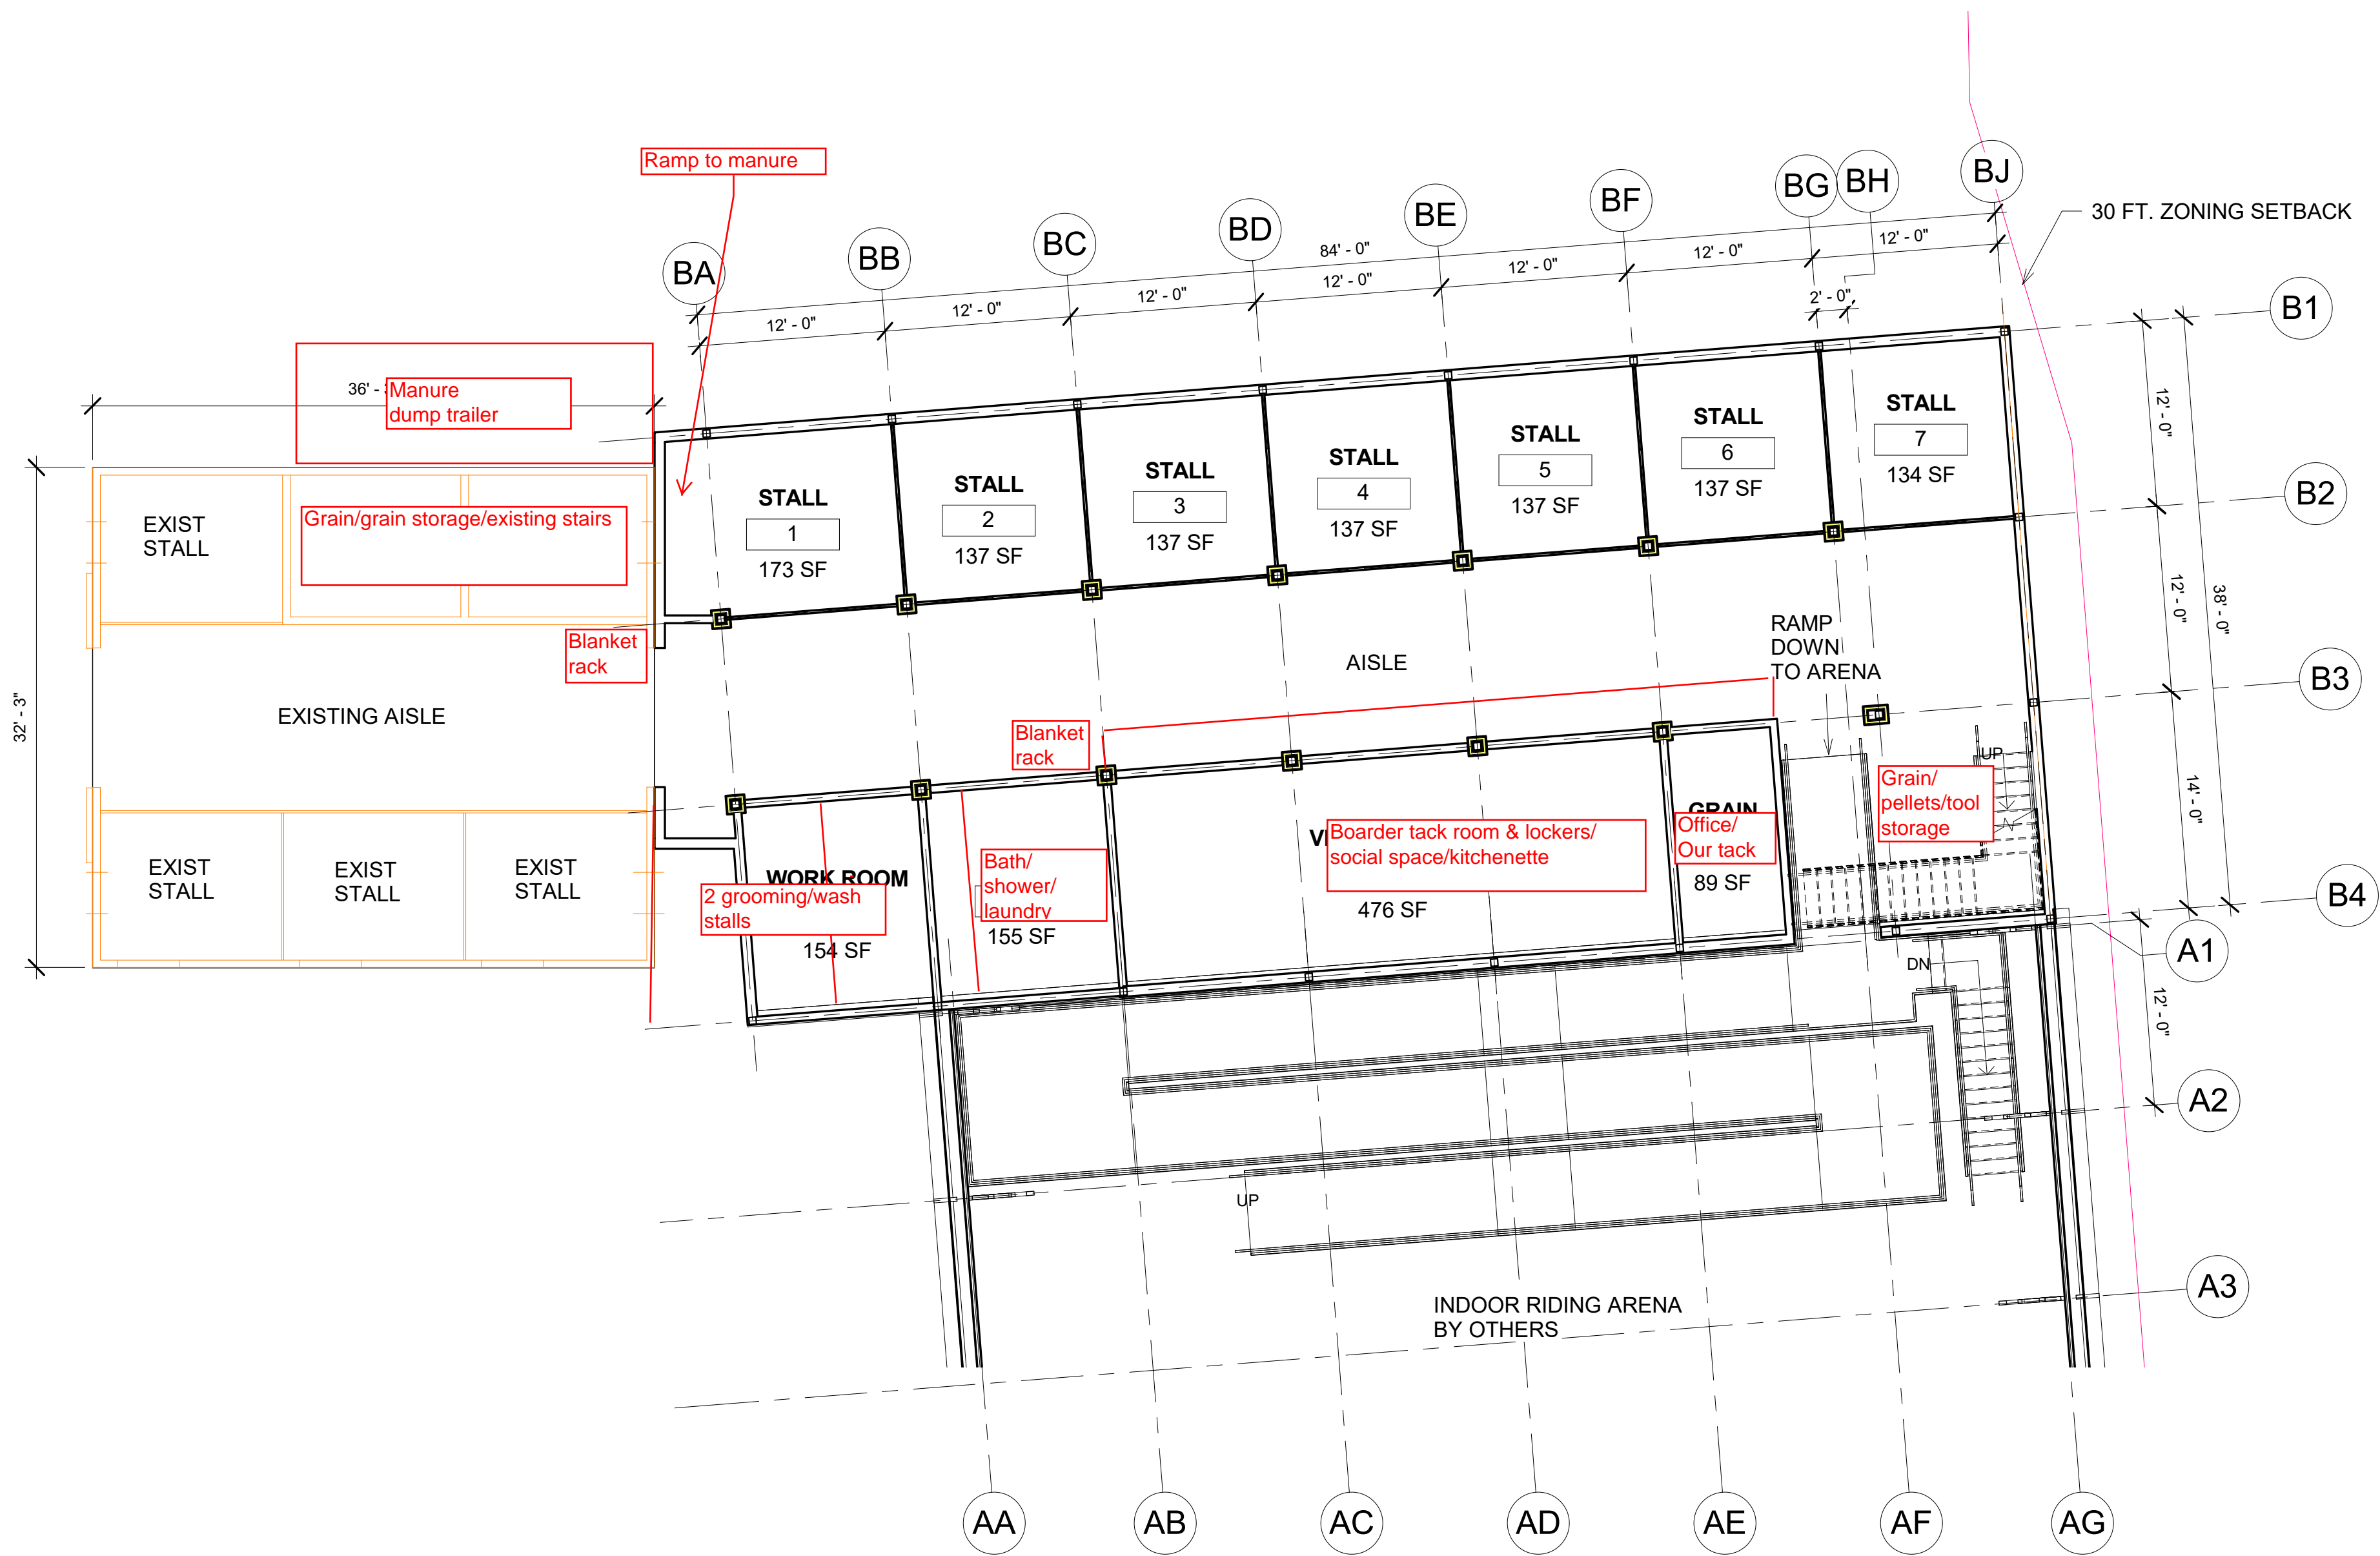 Ramp to manure
BA
BB
BC
BD
BE
BF
BG
BH
BJ
30 FT. ZONING SETBACK
84' - 0"
12' - 0"
12' - 0"
12' - 0"
12' - 0"
12' - 0"
12' - 0"
12' - 0"
2' - 0"
B1
B2
B3
B4
A1
A2
A3
12' - 0"
12' - 0"
14' - 0"
38' - 0"
12' - 0"
36' -
Manure
dump trailer
32' - 3"
EXIST
STALL
Grain/grain storage/existing stairs
Blanket
rack
EXISTING AISLE
EXIST
STALL
EXIST
STALL
EXIST
STALL
STALL
1
173 SF
STALL
2
137 SF
STALL
3
137 SF
STALL
4
137 SF
STALL
5
137 SF
STALL
6
137 SF
STALL
7
134 SF
AISLE
RAMP
DOWN
TO ARENA
Blanket
rack
UP
WORK ROOM
2 grooming/wash
stalls
154 SF
Bath/
shower/
laundry
155 SF
Boarder tack room & lockers/
social space/kitchenette
476 SF
GRAIN
Office/
Our tack
89 SF
Grain/
pellets/tool
storage
DN
UP
INDOOR RIDING ARENA
BY OTHERS
AA
AB
AC
AD
AE
AF
AG